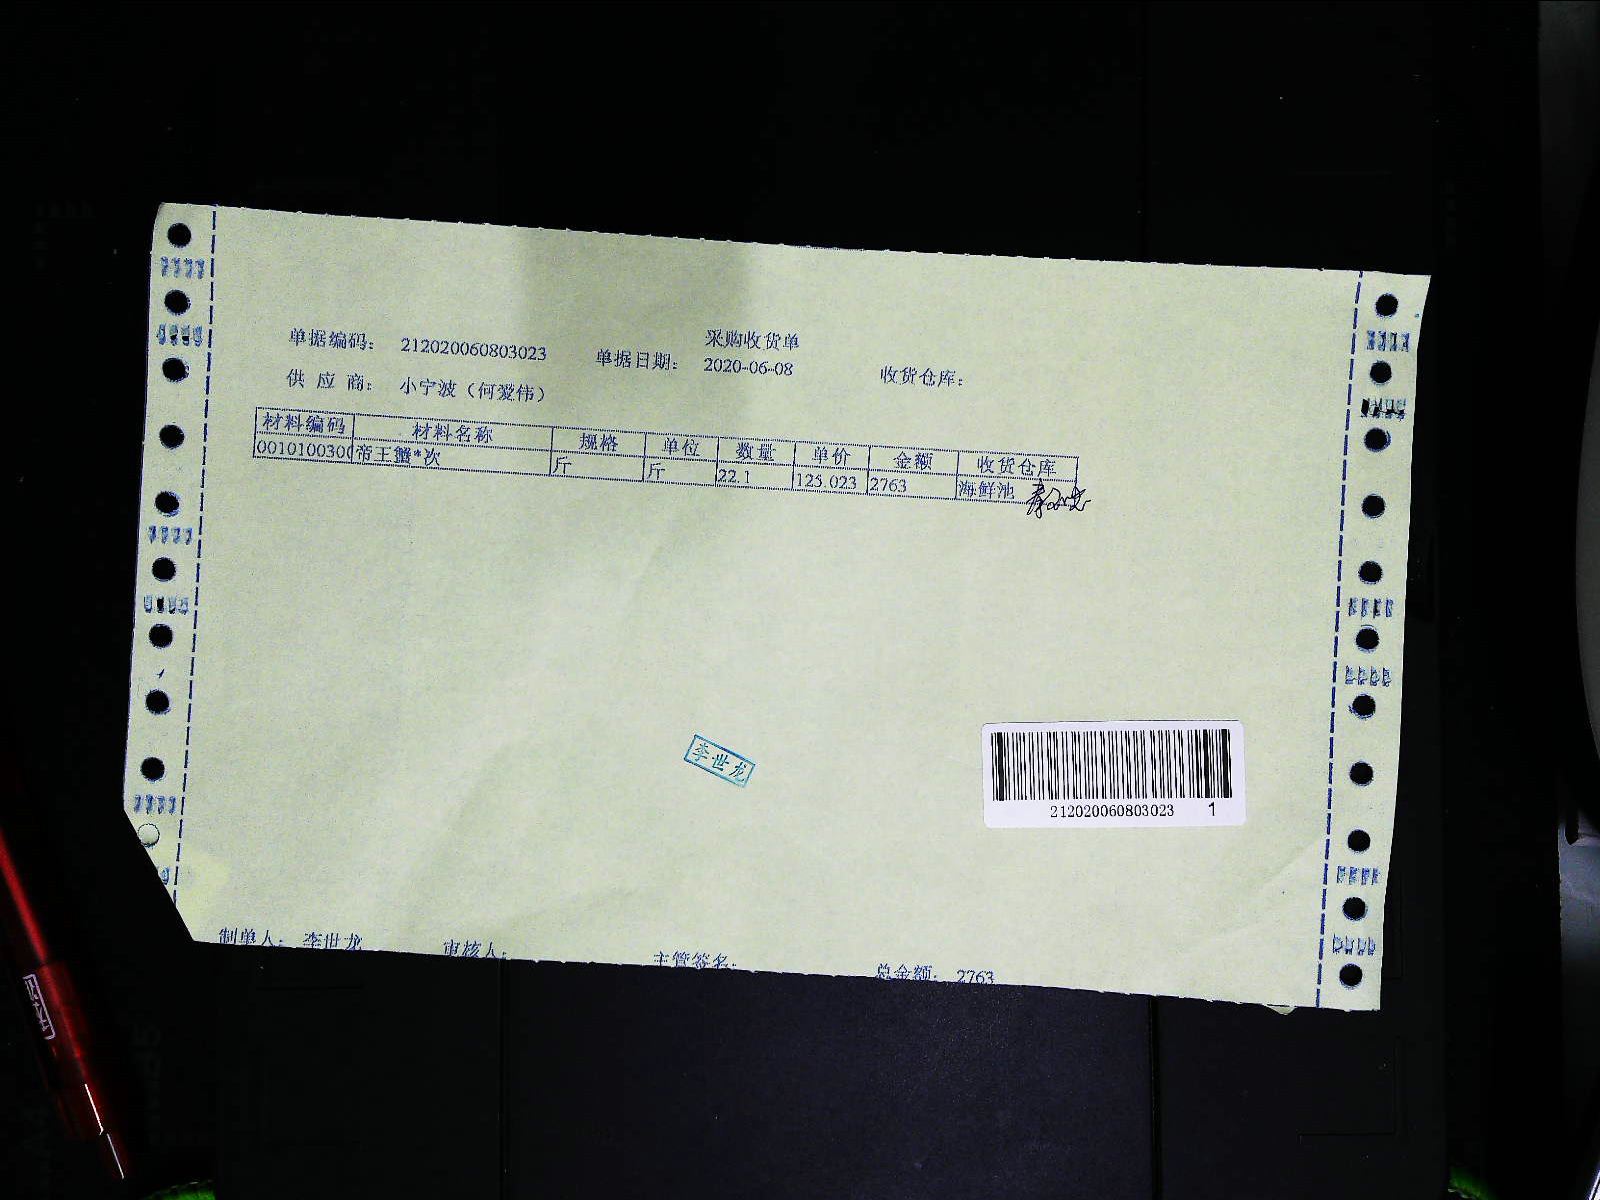 采购收货单
单据编码： 212020060803023 单据日期： 2020-06-08 收货仓库：
供 应 商： 小宁波（何爱伟）
材料编码 材料名称 规格 单位 数量 单价 金额 收货仓库
0010100300 帝王蟹*次 斤 斤 22.1 125.023 2763 海鲜池
李世龙
212020060803023 1
制单人： 李世龙 审核人： 主管签名： 总金额： 2763